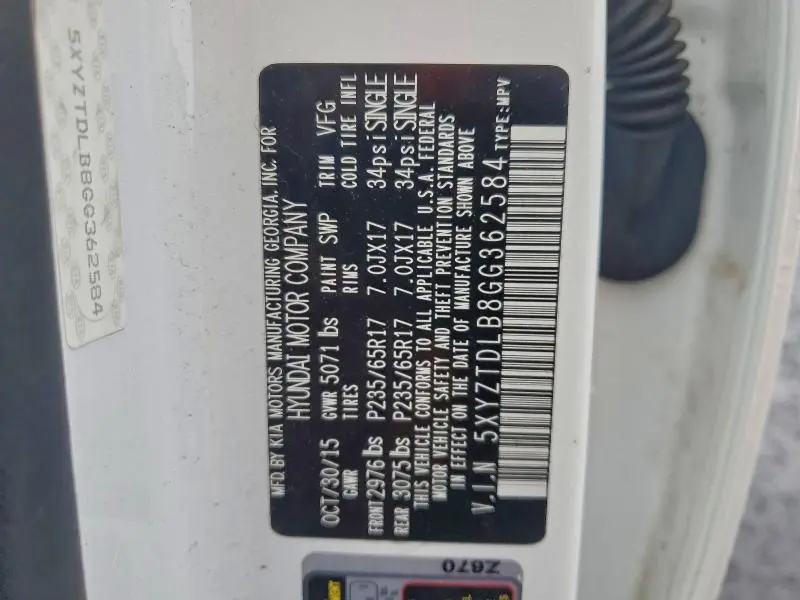 5XYZTDLB8GG362584
MFD. BY KIA MOTORS MANUFACTURING GEORGIA, INC. FOR
HYUNDAI MOTOR COMPANY
OCT/30/15 GVWR 5071 lbs PAINT SWP TRIM VFG
GAWR TIRES RIMS COLD TIRE INFL
FRONT 2976 lbs P235/65R17 7.0JX17 34psi SINGLE
REAR 3075 lbs P235/65R17 7.0JX17 34psi SINGLE
THIS VEHICLE CONFORMS TO ALL APPLICABLE U.S.A. FEDERAL
MOTOR VEHICLE SAFETY AND THEFT PREVENTION STANDARDS
IN EFFECT ON THE DATE OF MANUFACTURE SHOWN ABOVE
V.I.N 5XYZTDLB8GG362584 TYPE:MPV
Z670